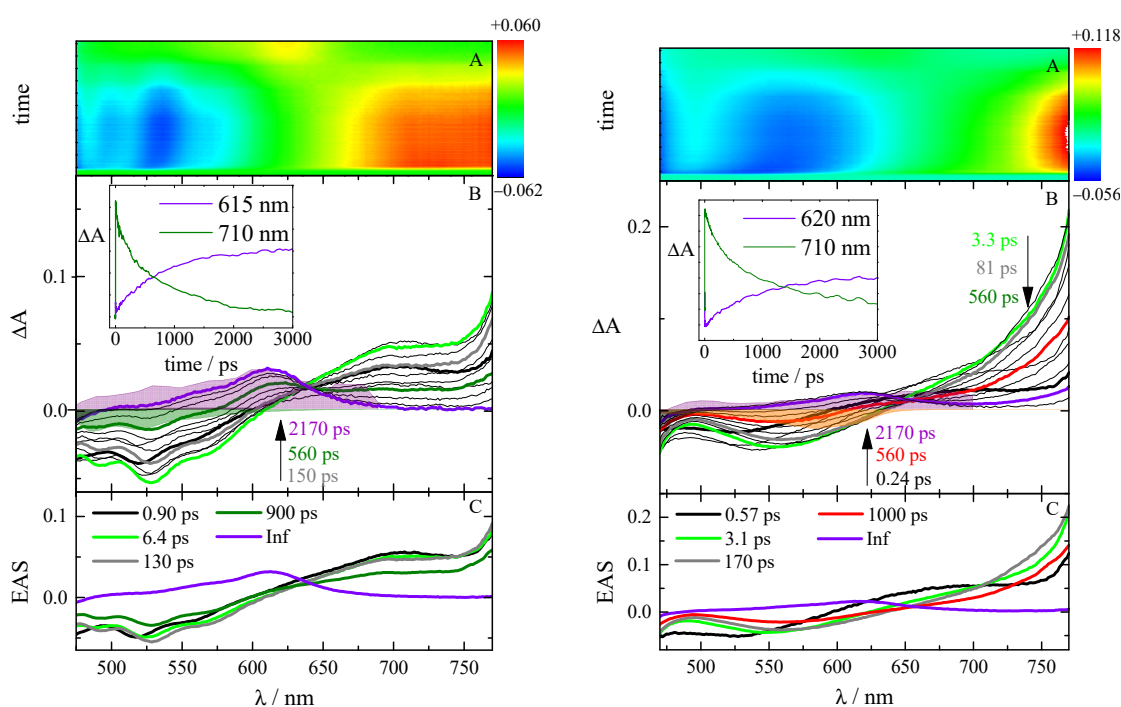 +0.060
A
time
−0.062
B
615 nm
710 nm
ΔA
0 1000 2000 3000
time / ps
0.1
0.0
ΔA
2170 ps
560 ps
150 ps
C
0.90 ps
900 ps
6.4 ps
Inf
130 ps
0.1
0.0
EAS
500 550 600 650 700 750
λ / nm
+0.118
A
time
−0.056
B
620 nm
710 nm
ΔA
0 1000 2000 3000
time / ps
3.3 ps
81 ps
560 ps
0.2
0.0
ΔA
2170 ps
560 ps
0.24 ps
C
0.57 ps
1000 ps
3.1 ps
Inf
170 ps
0.2
0.1
0.0
EAS
500 550 600 650 700 750
λ / nm